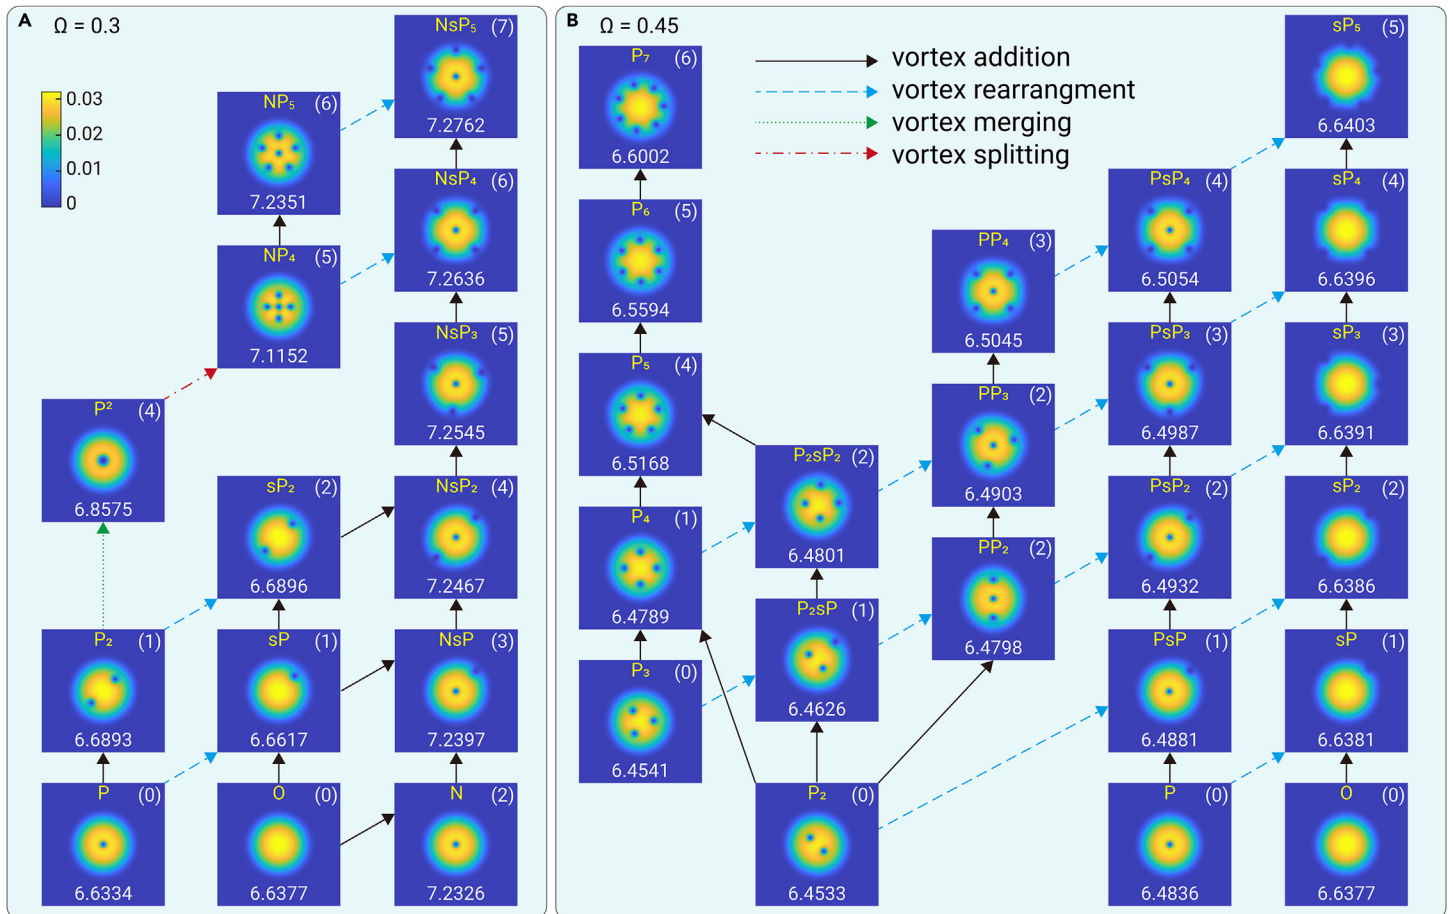 A
Ω = 0.3
0.03
0.02
0.01
0
P² (4)
6.8575
P₂ (1)
6.6893
P (0)
6.6334
NP₅ (6)
7.2351
NP₄ (5)
7.1152
sP₂ (2)
6.6896
sP (1)
6.6617
O (0)
6.6377
NsP₅ (7)
7.2762
NsP₄ (6)
7.2636
NsP₃ (5)
7.2545
NsP₂ (4)
7.2467
NsP (3)
7.2397
N (2)
7.2326
B
Ω = 0.45
vortex addition
vortex rearrangment
vortex merging
vortex splitting
P₇ (6)
6.6002
P₆ (5)
6.5594
P₅ (4)
6.5168
P₄ (1)
6.4789
P₃ (0)
6.4541
P₂sP₂ (2)
6.4801
P₂sP (1)
6.4626
P₂ (0)
6.4533
PP₄ (3)
6.5045
PP₃ (2)
6.4903
PP₂ (2)
6.4798
PsP₄ (4)
6.5054
PsP₃ (3)
6.4987
PsP₂ (2)
6.4932
PsP (1)
6.4881
P (0)
6.4836
sP₅ (5)
6.6403
sP₄ (4)
6.6396
sP₃ (3)
6.6391
sP₂ (2)
6.6386
sP (1)
6.6381
O (0)
6.6377